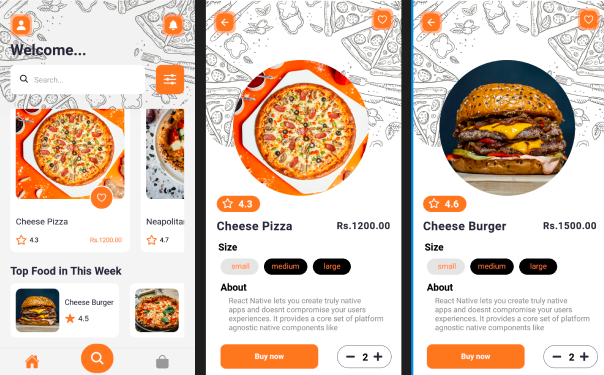 Welcome...
Search...
Cheese Pizza
4.3
Rs.1200.00
Neapolita
4.7
Top Food in This Week
Cheese Burger
4.5
4.3
Cheese Pizza
Rs.1200.00
Size
small
medium
large
About
React Native lets you create truly native
apps and doesnt compromise your users
experiences. It provides a core set of platform
agnostic native components like
Buy now
2
4.6
Cheese Burger
Rs.1500.00
Size
small
medium
large
About
React Native lets you create truly native
apps and doesnt compromise your users
experiences. It provides a core set of platform
agnostic native components like
Buy now
2